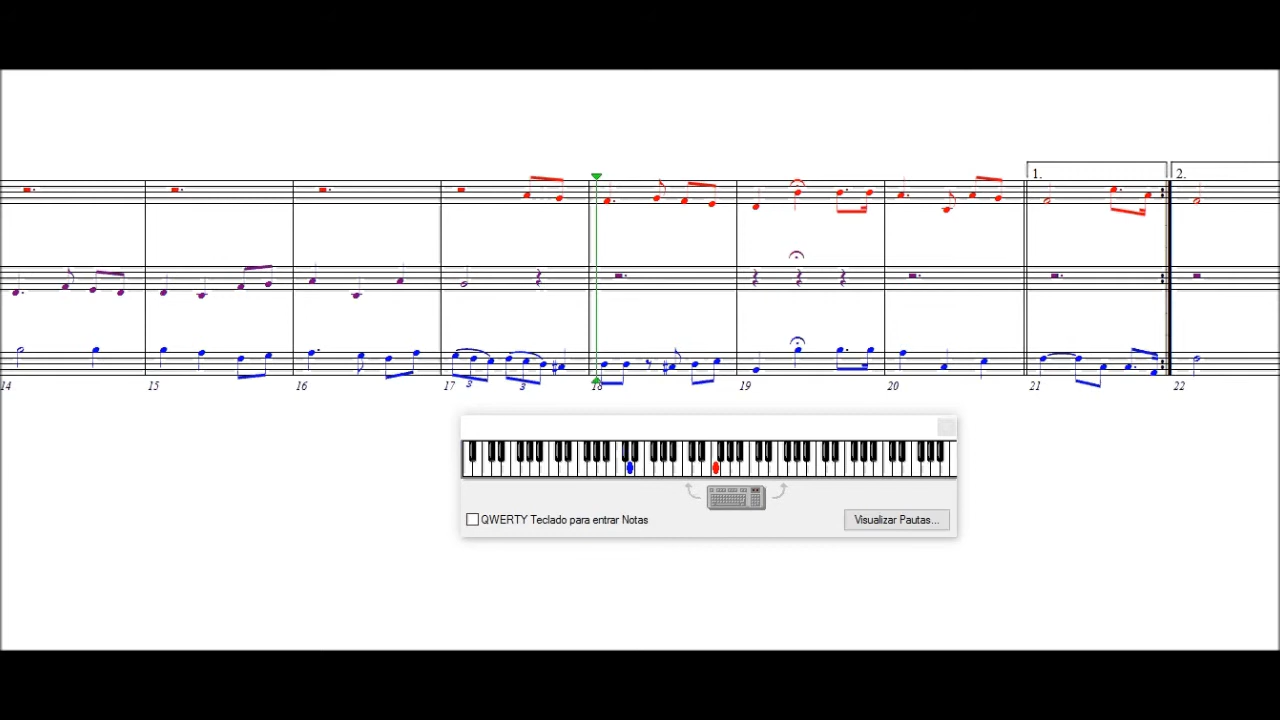 1. 2.
3 3
14 15 16 17 18 19 20 21 22
QWERTY Teclado para entrar Notas
Visualizar Pautas...